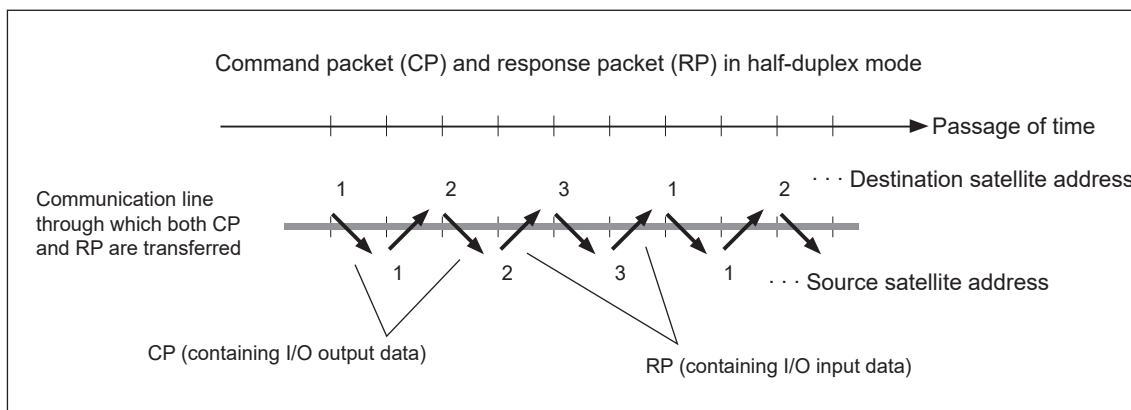 Command packet (CP) and response packet (RP) in half-duplex mode
Passage of time
1 2 3 1 2
· · · Destination satellite address
Communication line
through which both CP
and RP are transferred
1 2 3 1
· · · Source satellite address
CP (containing I/O output data)
RP (containing I/O input data)